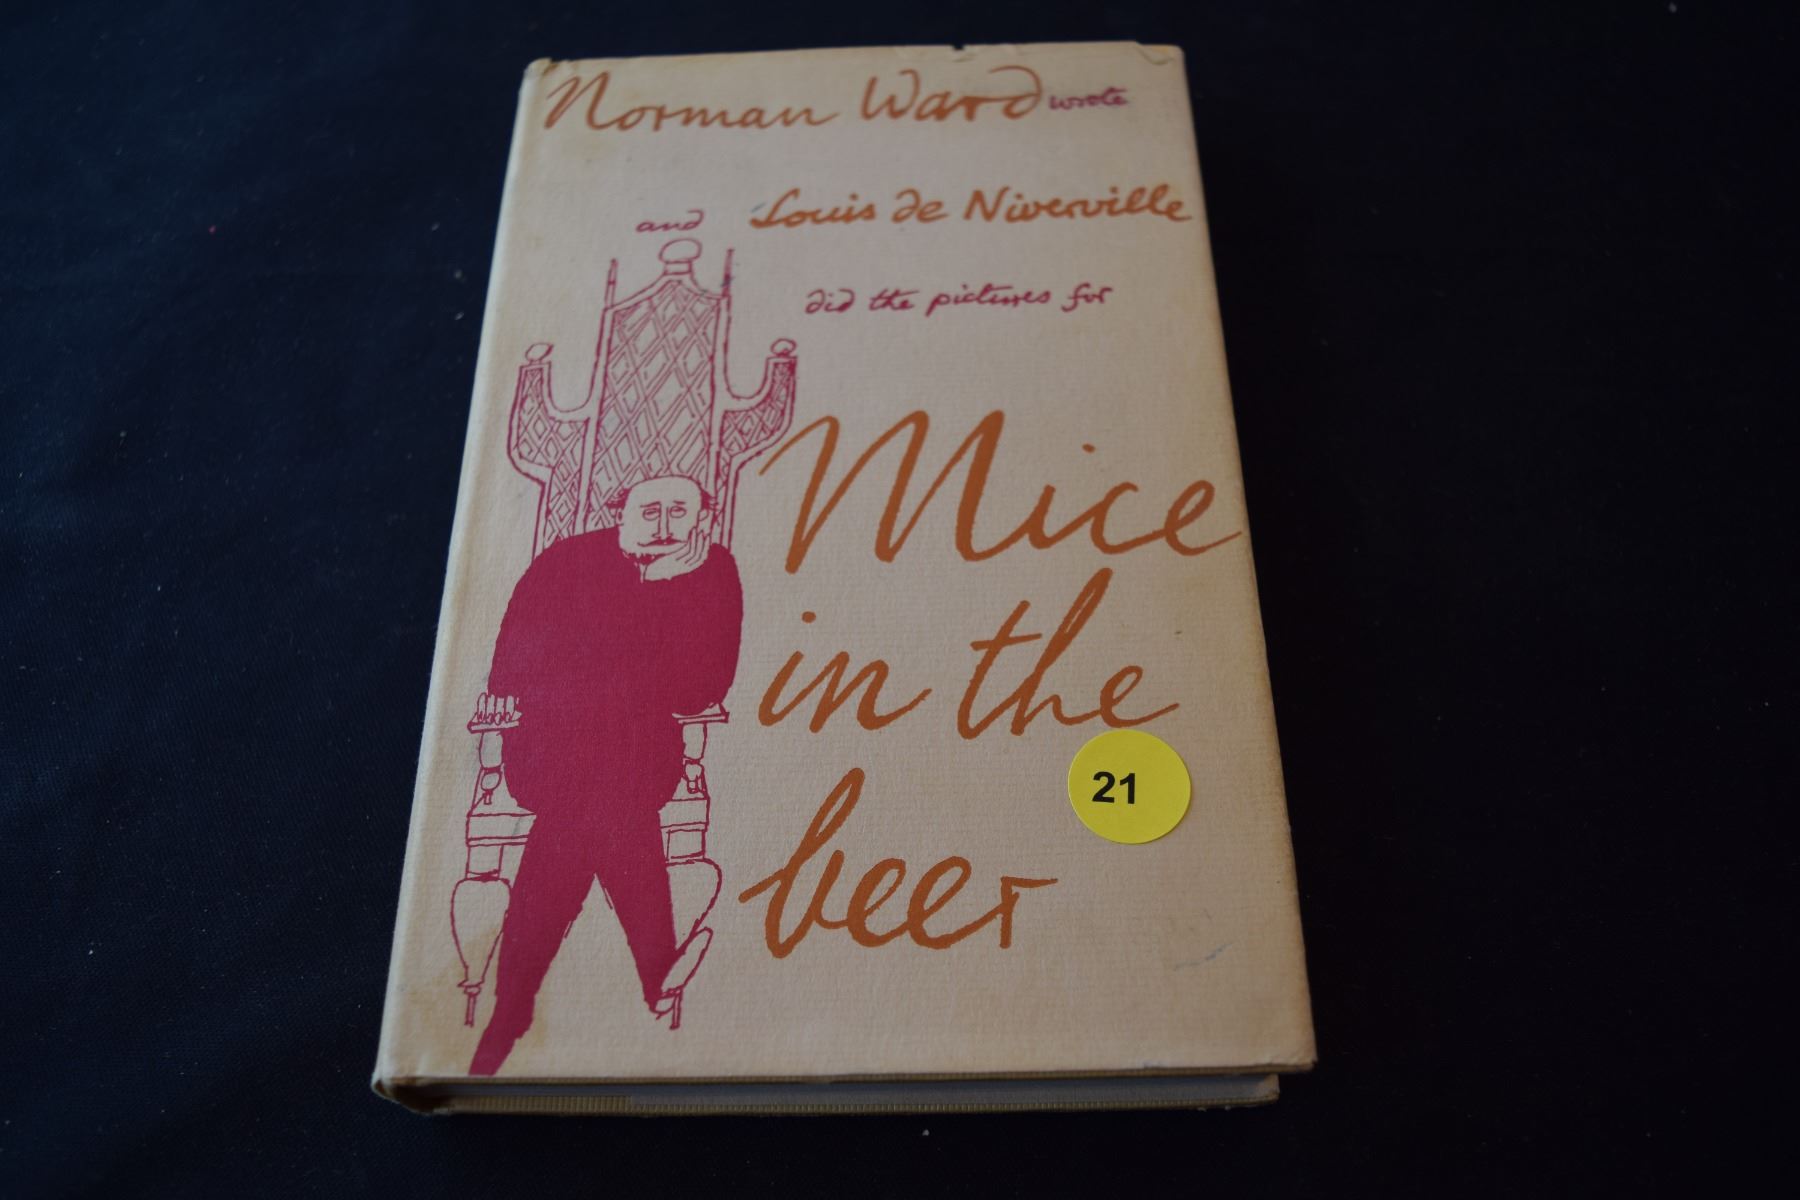 Norman Ward wrote
and Louis de Niverville
did the pictures for
Mice
in the
beer
21